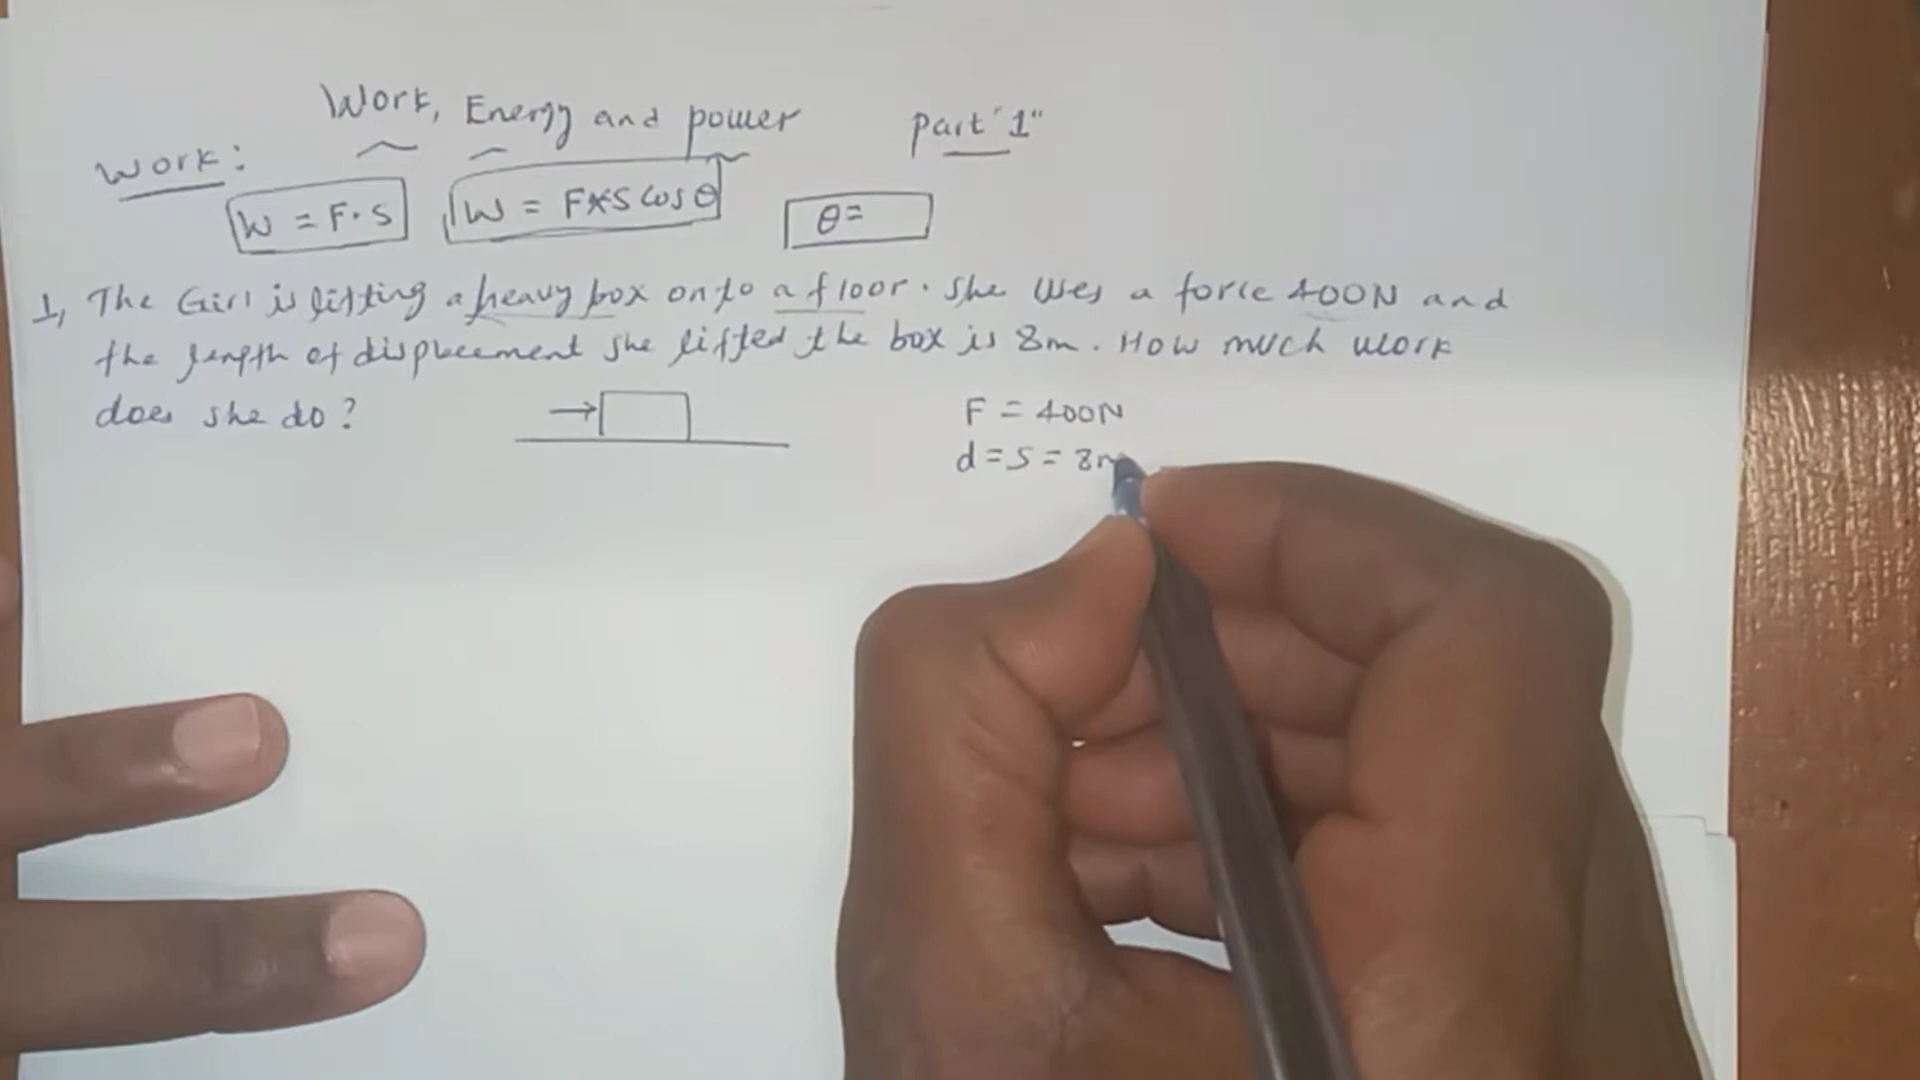 Work, Energy and power Part "1"
Work:
W = F·S W = F×S Cos θ θ=
1, The Girl is lifting a heavy box onto a floor. She uses a force 400N and
the length of displacement she lifted the box is 8m. How much work
does she do?
F = 400N
d = S = 8m